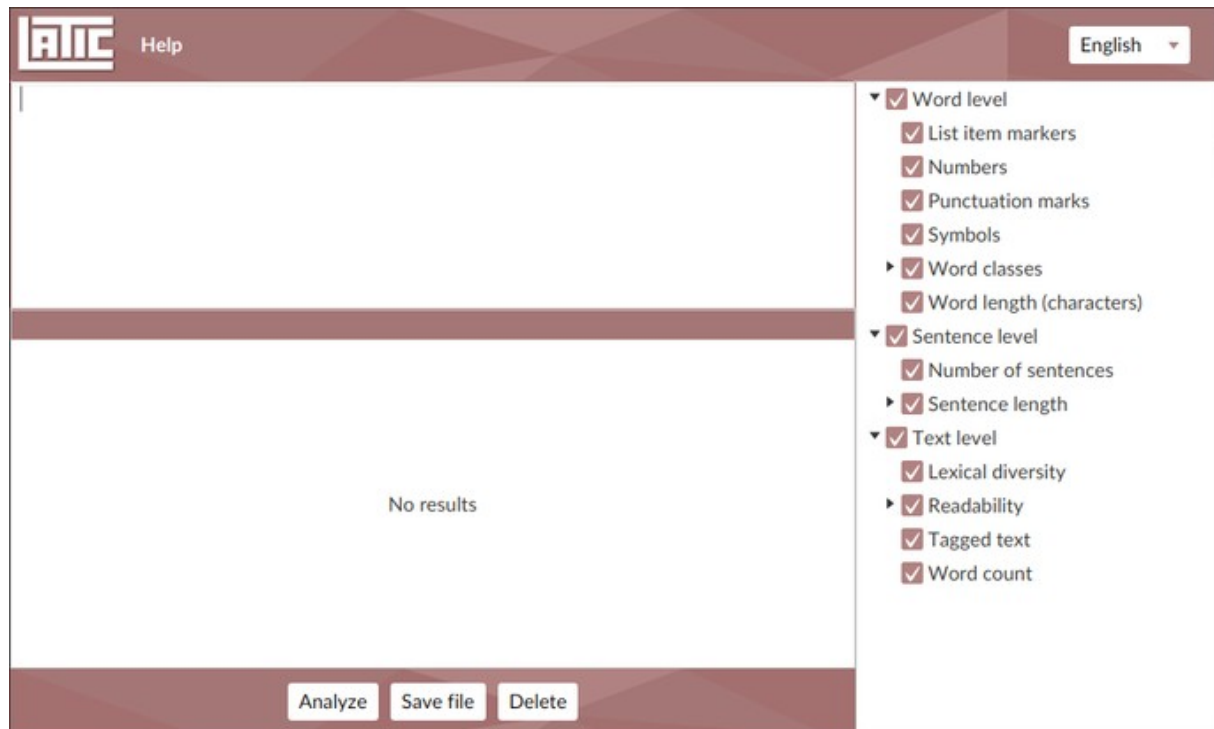 LATIC Help English
Word level
List item markers
Numbers
Punctuation marks
Symbols
Word classes
Word length (characters)
Sentence level
Number of sentences
Sentence length
Text level
Lexical diversity
Readability
Tagged text
Word count
No results
Analyze Save file Delete